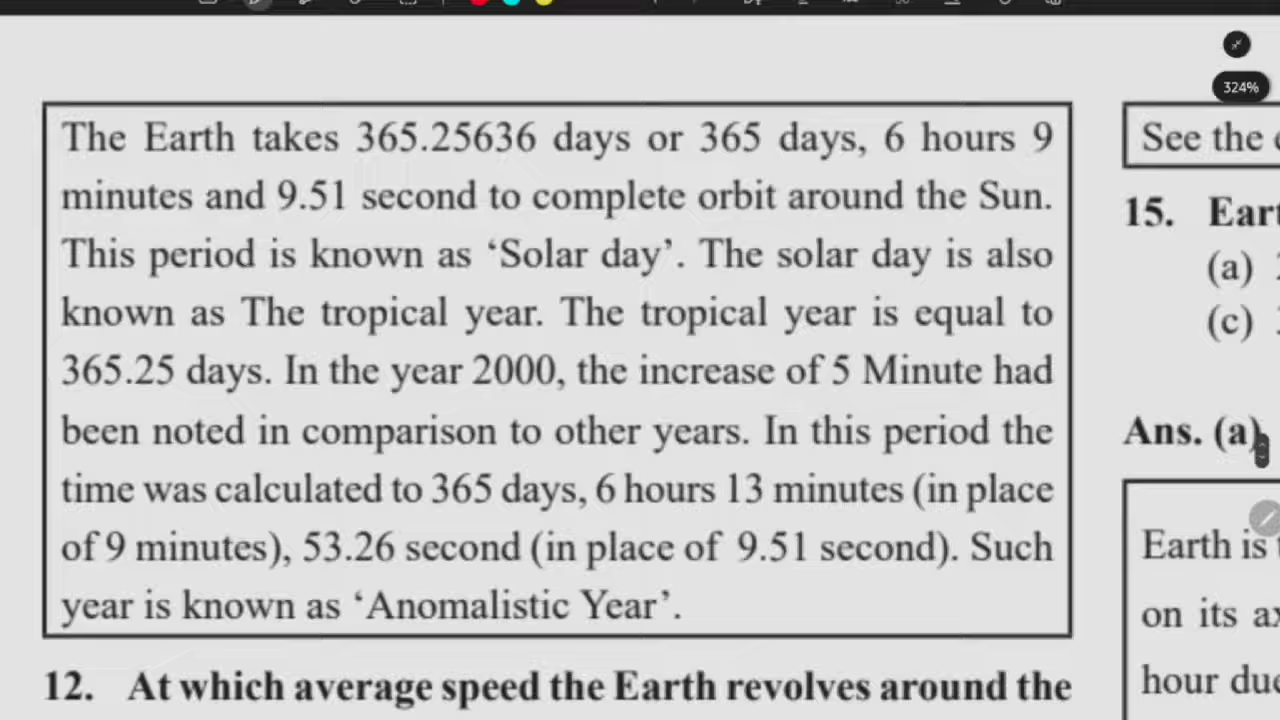 324%
The Earth takes 365.25636 days or 365 days, 6 hours 9
minutes and 9.51 second to complete orbit around the Sun.
This period is known as ‘Solar day’. The solar day is also
known as The tropical year. The tropical year is equal to
365.25 days. In the year 2000, the increase of 5 Minute had
been noted in comparison to other years. In this period the
time was calculated to 365 days, 6 hours 13 minutes (in place
of 9 minutes), 53.26 second (in place of 9.51 second). Such
year is known as ‘Anomalistic Year’.
12. At which average speed the Earth revolves around the
See the
15. Eart
(a)
(c)
Ans. (a)
Earth is
on its
hour